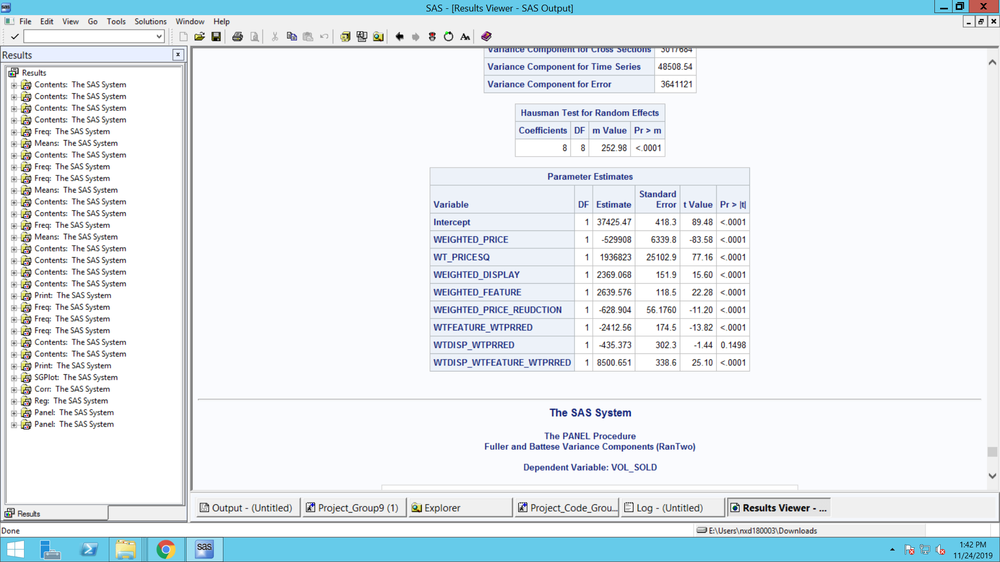 sas
SAS - [Results Viewer - SAS Output]
File Edit View Go Tools Solutions Window Help
Results
Results
Contents: The SAS System
Contents: The SAS System
Contents: The SAS System
Contents: The SAS System
Freq: The SAS System
Means: The SAS System
Contents: The SAS System
Freq: The SAS System
Freq: The SAS System
Means: The SAS System
Contents: The SAS System
Contents: The SAS System
Freq: The SAS System
Means: The SAS System
Contents: The SAS System
Contents: The SAS System
Contents: The SAS System
Contents: The SAS System
Print: The SAS System
Freq: The SAS System
Freq: The SAS System
Freq: The SAS System
Contents: The SAS System
Contents: The SAS System
Print: The SAS System
SGPlot: The SAS System
Corr: The SAS System
Reg: The SAS System
Panel: The SAS System
Panel: The SAS System
Results
Variance Component for Cross Sections 3017684
Variance Component for Time Series 48508.54
Variance Component for Error 3641121
Hausman Test for Random Effects
Coefficients DF m Value Pr > m
8 8 252.98 <.0001
Parameter Estimates
Variable DF Estimate Standard Error t Value Pr > |t|
Intercept 1 37425.47 418.3 89.48 <.0001
WEIGHTED_PRICE 1 -529908 6339.8 -83.58 <.0001
WT_PRICESQ 1 1936823 25102.9 77.16 <.0001
WEIGHTED_DISPLAY 1 2369.068 151.9 15.60 <.0001
WEIGHTED_FEATURE 1 2639.576 118.5 22.28 <.0001
WEIGHTED_PRICE_REUDCTION 1 -628.904 56.1760 -11.20 <.0001
WTFEATURE_WTPRRED 1 -2412.56 174.5 -13.82 <.0001
WTDISP_WTPRRED 1 -435.373 302.3 -1.44 0.1498
WTDISP_WTFEATURE_WTPRRED 1 8500.651 338.6 25.10 <.0001
The SAS System
The PANEL Procedure
Fuller and Battese Variance Components (RanTwo)
Dependent Variable: VOL_SOLD
Output - (Untitled) Project_Group9 (1) Explorer Project_Code_Grou... Log - (Untitled) Results Viewer - ...
Done E:\Users\nxd180003\Downloads
sas
1:42 PM
11/24/2019